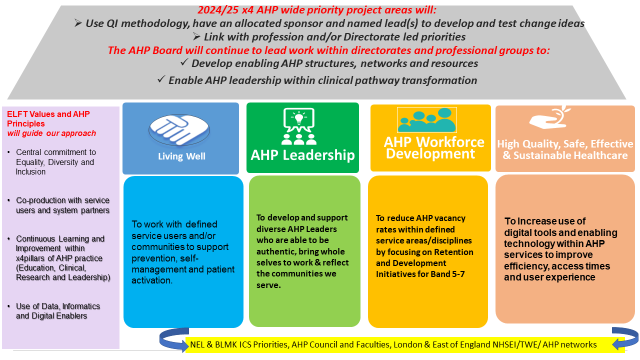 2024/25 x4 AHP wide priority project areas will:
➢ Use QI methodology, have an allocated sponsor and named lead(s) to develop and test change ideas
➢ Link with profession and/or Directorate led priorities
The AHP Board will continue to lead work within directorates and professional groups to:
✓ Develop enabling AHP structures, networks and resources
✓ Enable AHP leadership within clinical pathway transformation
ELFT Values and AHP
Principles
will guide our approach
• Central commitment to
Equality, Diversity and
Inclusion
• Co-production with service
users and system partners
• Continuous Learning and
Improvement within
x4pillars of AHP practice
(Education, Clinical,
Research and Leadership)
• Use of Data, Informatics
and Digital Enablers
Living Well
To work with defined
service users and/or
communities to support
prevention, self-
management and patient
activation.
AHP Leadership
To develop and support
diverse AHP Leaders
who are able to be
authentic, bring whole
selves to work & reflect
the communities we
serve.
AHP Workforce
Development
To reduce AHP vacancy
rates within defined
service areas/disciplines
by focusing on Retention
and Development
Initiatives for Band 5-7
High Quality, Safe, Effective
& Sustainable Healthcare
To increase use of
digital tools and enabling
technology within AHP
services to improve
efficiency, access times
and user experience
NEL & BLMK ICS Priorities, AHP Council and Faculties, London & East of England NHSEI/TWE/ AHP networks